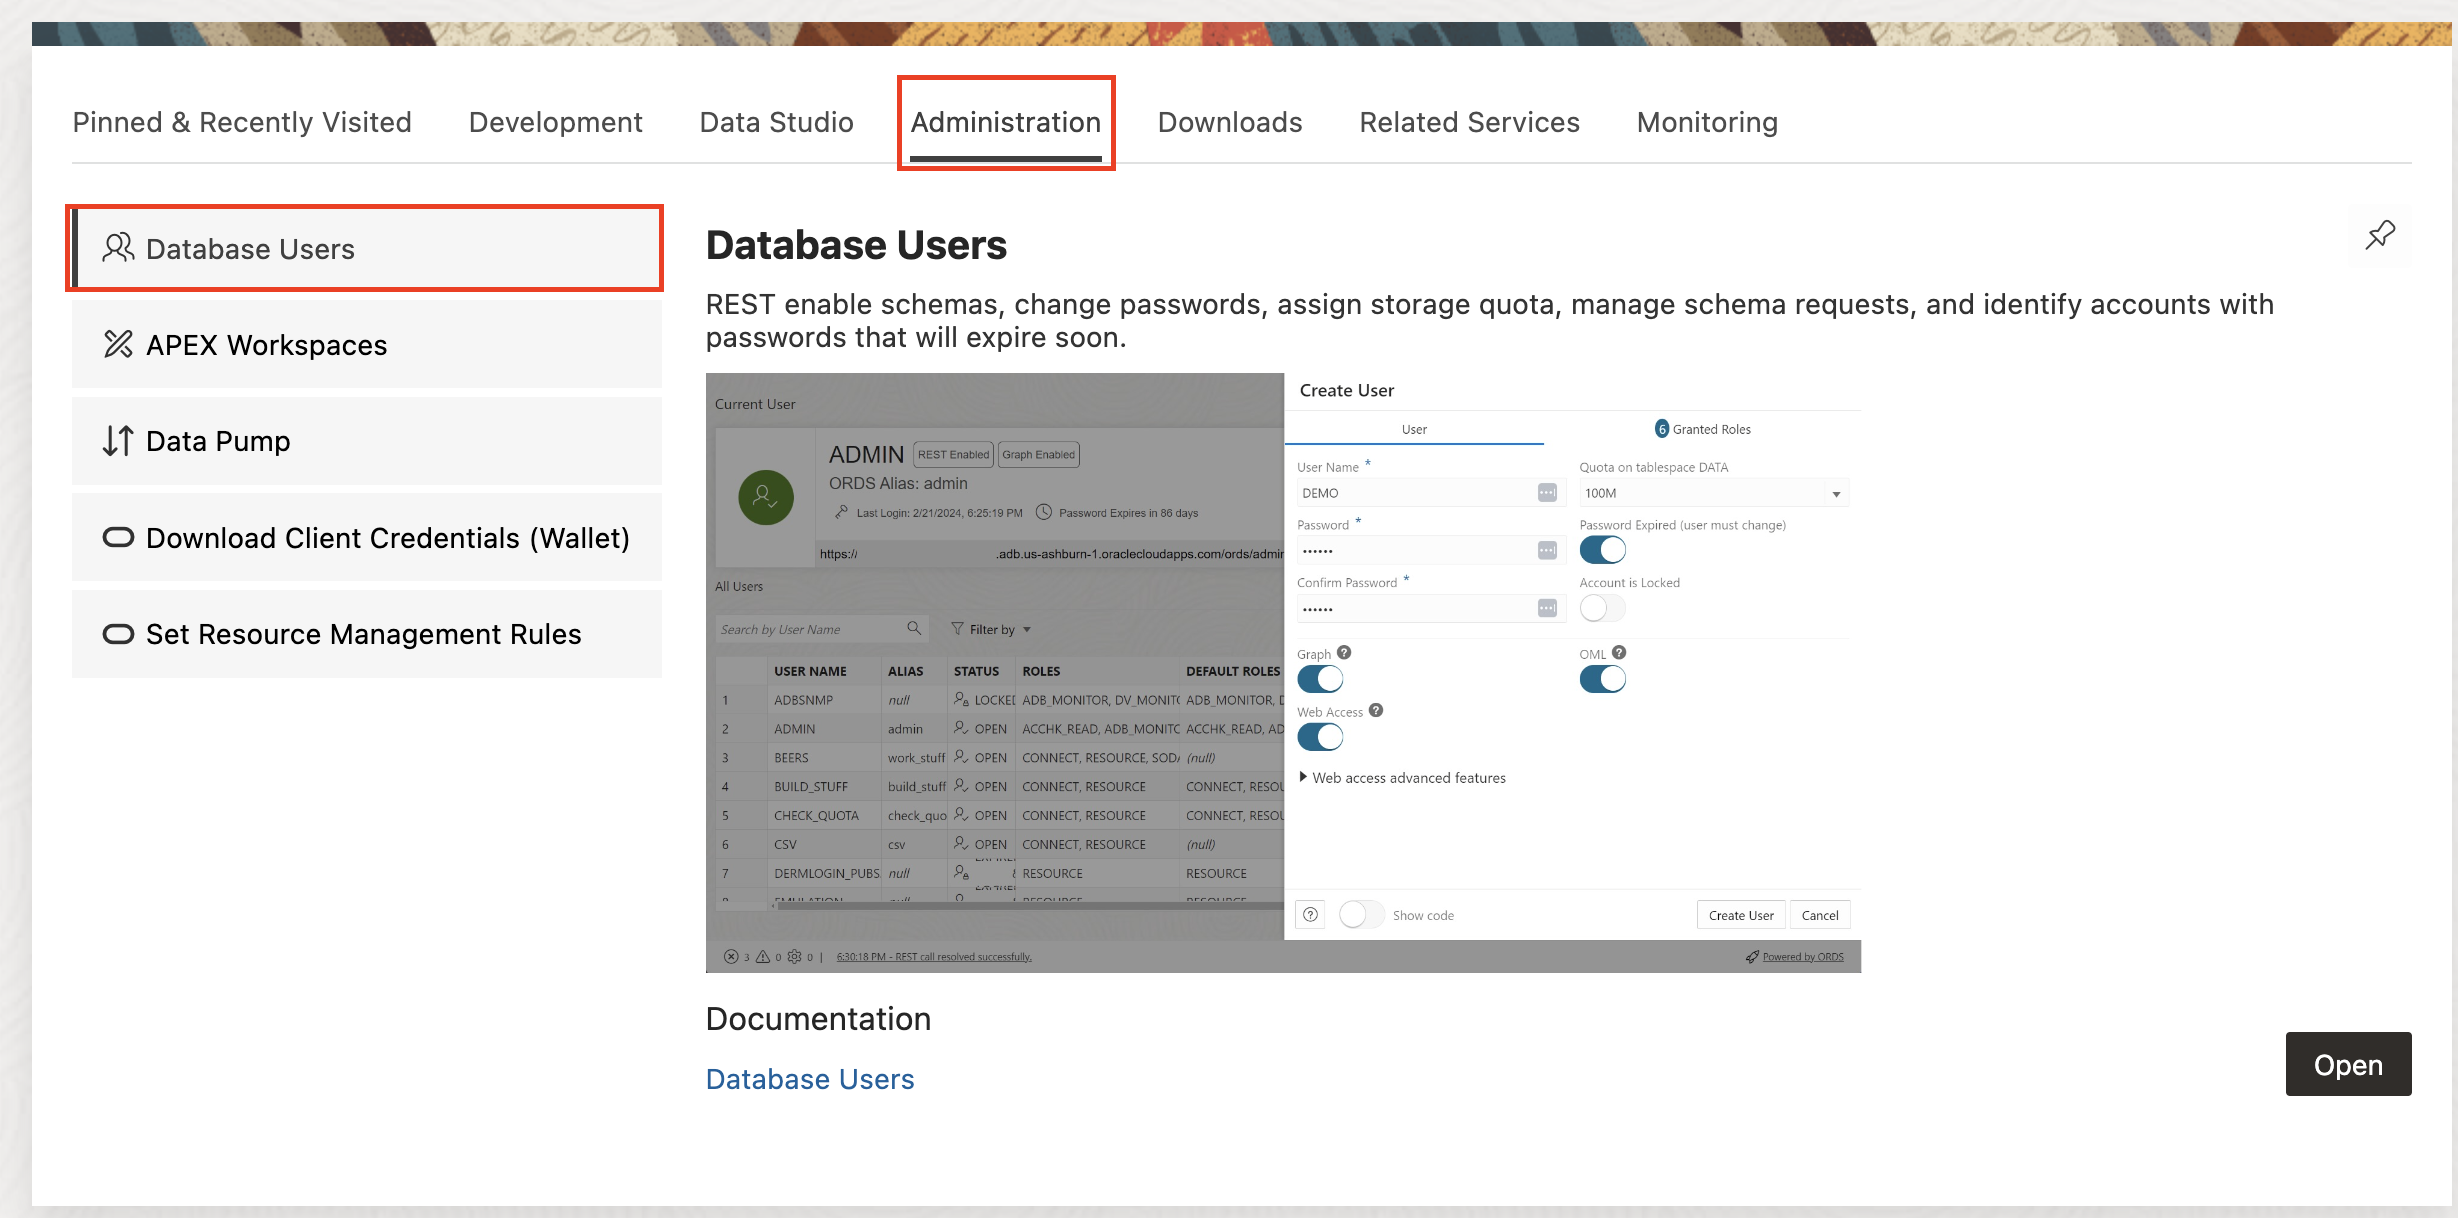 Pinned & Recently Visited
Development
Data Studio
Administration
Downloads
Related Services
Monitoring
Database Users
APEX Workspaces
Data Pump
Download Client Credentials (Wallet)
Set Resource Management Rules
Database Users
REST enable schemas, change passwords, assign storage quota, manage schema requests, and identify accounts with
passwords that will expire soon.
Current User
ADMIN REST Enabled Graph Enabled
ORDS Alias: admin
Last Login: 2/21/2024, 6:25:19 PM Password Expires in 86 days
https:// .adb.us-ashburn-1.oraclecloudapps.com/ords/admin
All Users
Search by User Name Filter by
USER NAME ALIAS STATUS ROLES DEFAULT ROLES
1 ADBSNMP null LOCKED ADB_MONITOR, DV_MONITO ADB_MONITOR, D
2 ADMIN admin OPEN ACCHK_READ, ADB_MONITO ACCHK_READ, AD
3 BEERS work_stuff OPEN CONNECT, RESOURCE, SODA (null)
4 BUILD_STUFF build_stuff OPEN CONNECT, RESOURCE CONNECT, RESOU
5 CHECK_QUOTA check_quo OPEN CONNECT, RESOURCE CONNECT, RESOU
6 CSV csv OPEN CONNECT, RESOURCE (null)
7 DERMLOGIN_PUBS null & RESOURCE RESOURCE
8 EMULATION null RESOURCE RESOURCE
3 0 0 | 6:30:18 PM - REST call resolved successfully.
Powered by ORDS
Create User
User
6 Granted Roles
User Name *
DEMO
Quota on tablespace DATA
100M
Password *
••••••
Password Expired (user must change)
Confirm Password *
••••••
Account is Locked
Graph ?
OML ?
Web Access ?
Web access advanced features
? Show code
Create User
Cancel
Documentation
Database Users
Open